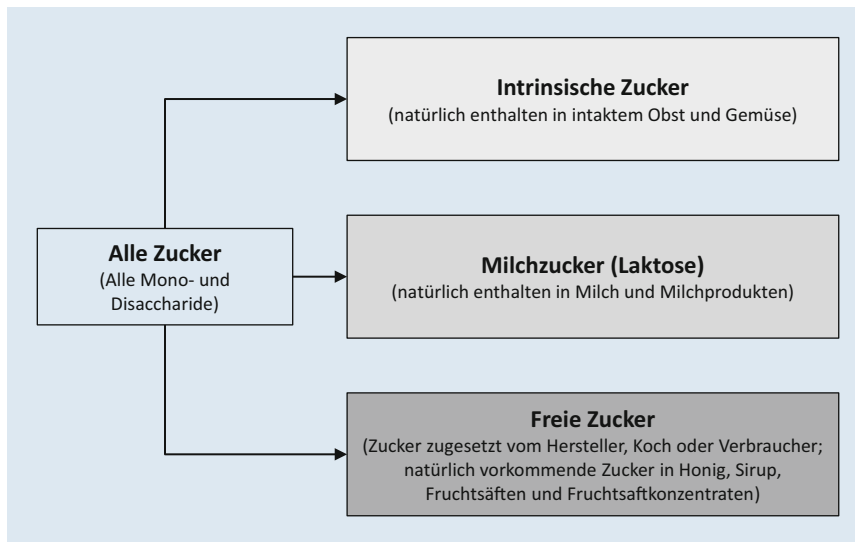 Intrinsische Zucker
(natürlich enthalten in intaktem Obst und Gemüse)
Alle Zucker
(Alle Mono- und
Disaccharide)
Milchzucker (Laktose)
(natürlich enthalten in Milch und Milchprodukten)
Freie Zucker
(Zucker zugesetzt vom Hersteller, Koch oder Verbraucher;
natürlich vorkommende Zucker in Honig, Sirup,
Fruchtsäften und Fruchtsaftkonzentraten)